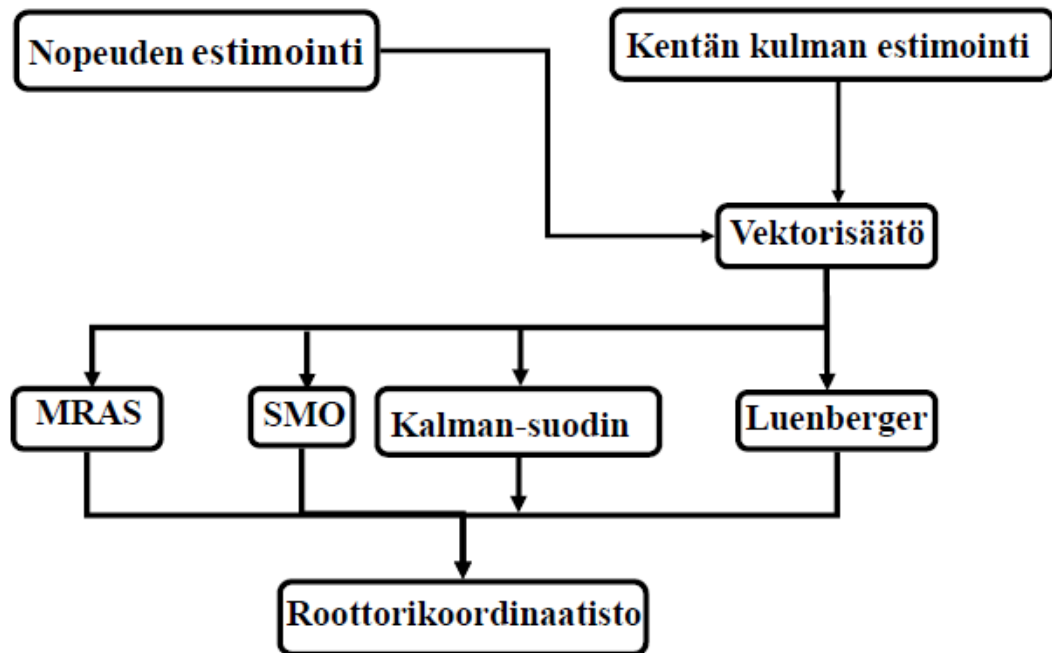 Nopeuden estimointi
Kentän kulman estimointi
Vektorisäätö
MRAS
SMO
Kalman-suodin
Luenberger
Roottorikoordinaatisto